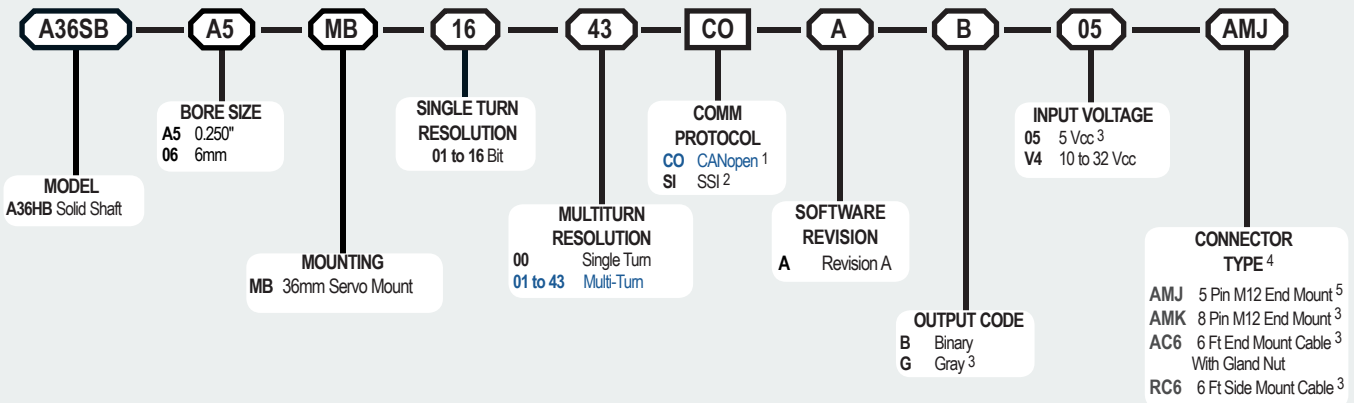 A36SB A5 MB 16 43 CO A B 05 AMJ
MODEL
A36HB Solid Shaft
BORE SIZE
A5 0.250"
06 6mm
MOUNTING
MB 36mm Servo Mount
SINGLE TURN
RESOLUTION
01 to 16 Bit
MULTITURN
RESOLUTION
00 Single Turn
01 to 43 Multi-Turn
COMM
PROTOCOL
CO CANopen 1
SI SSI 2
SOFTWARE
REVISION
A Revision A
OUTPUT CODE
B Binary
G Gray 3
INPUT VOLTAGE
05 5 Vcc 3
V4 10 to 32 Vcc
CONNECTOR
TYPE 4
AMJ 5 Pin M12 End Mount 5
AMK 8 Pin M12 End Mount 3
AC6 6 Ft End Mount Cable 3
With Gland Nut
RC6 6 Ft Side Mount Cable 3